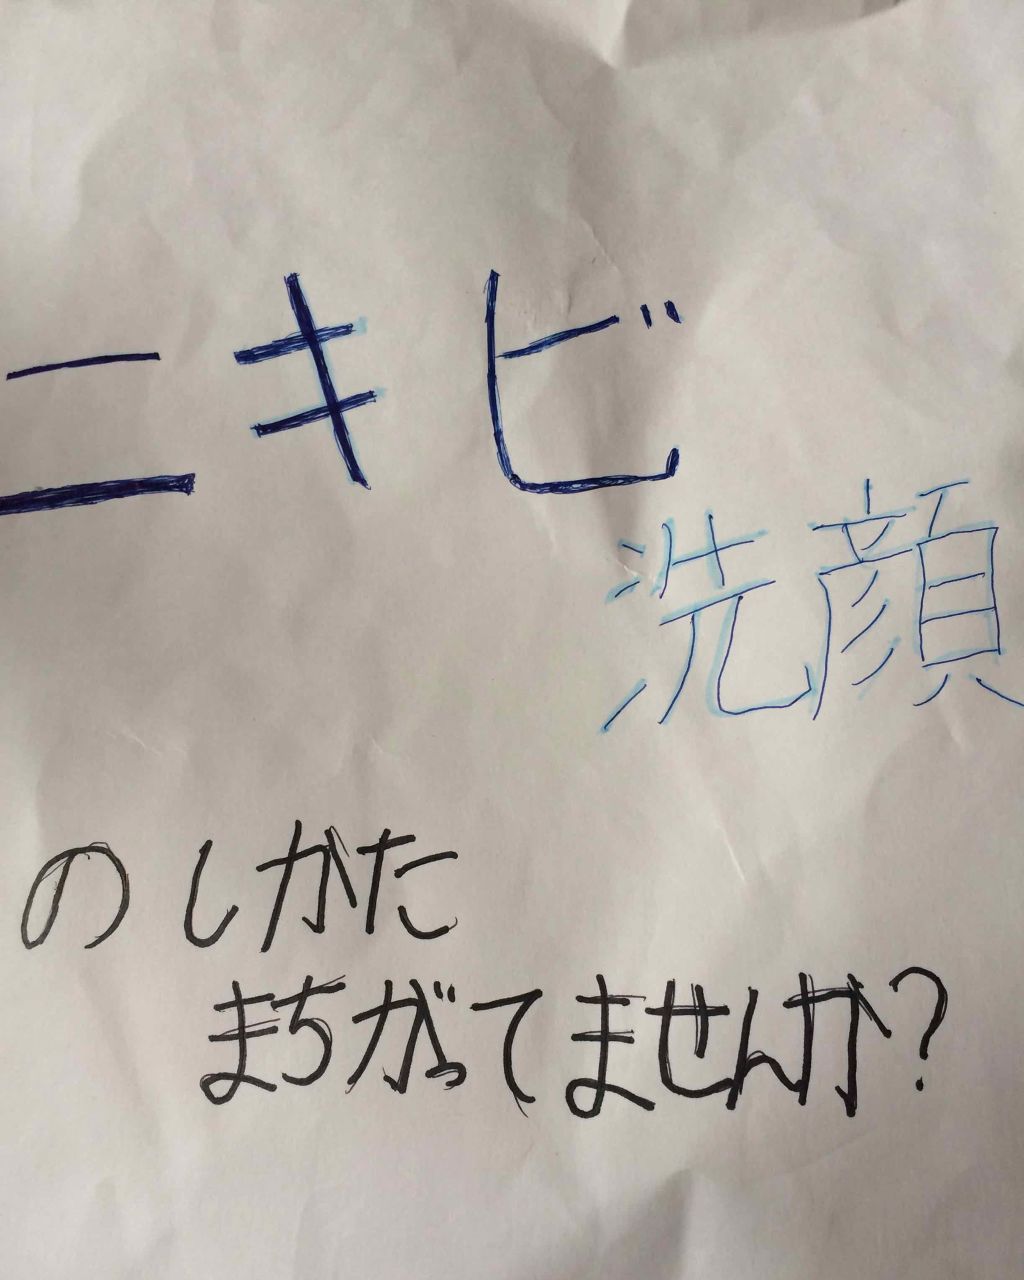 ニキビ
洗顔
のしかた
まちがってませんか?